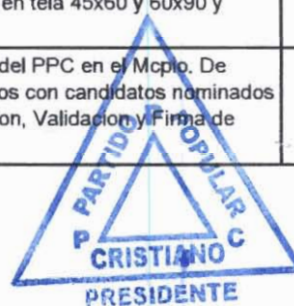 en tela 45x60 y 60x90 y
del PPC en el Mcpio. De
os con candidatos nominados
on, Validacion y Firma de
PARTIDO POPULAR
P C
CRISTIANO
PRESIDENTE